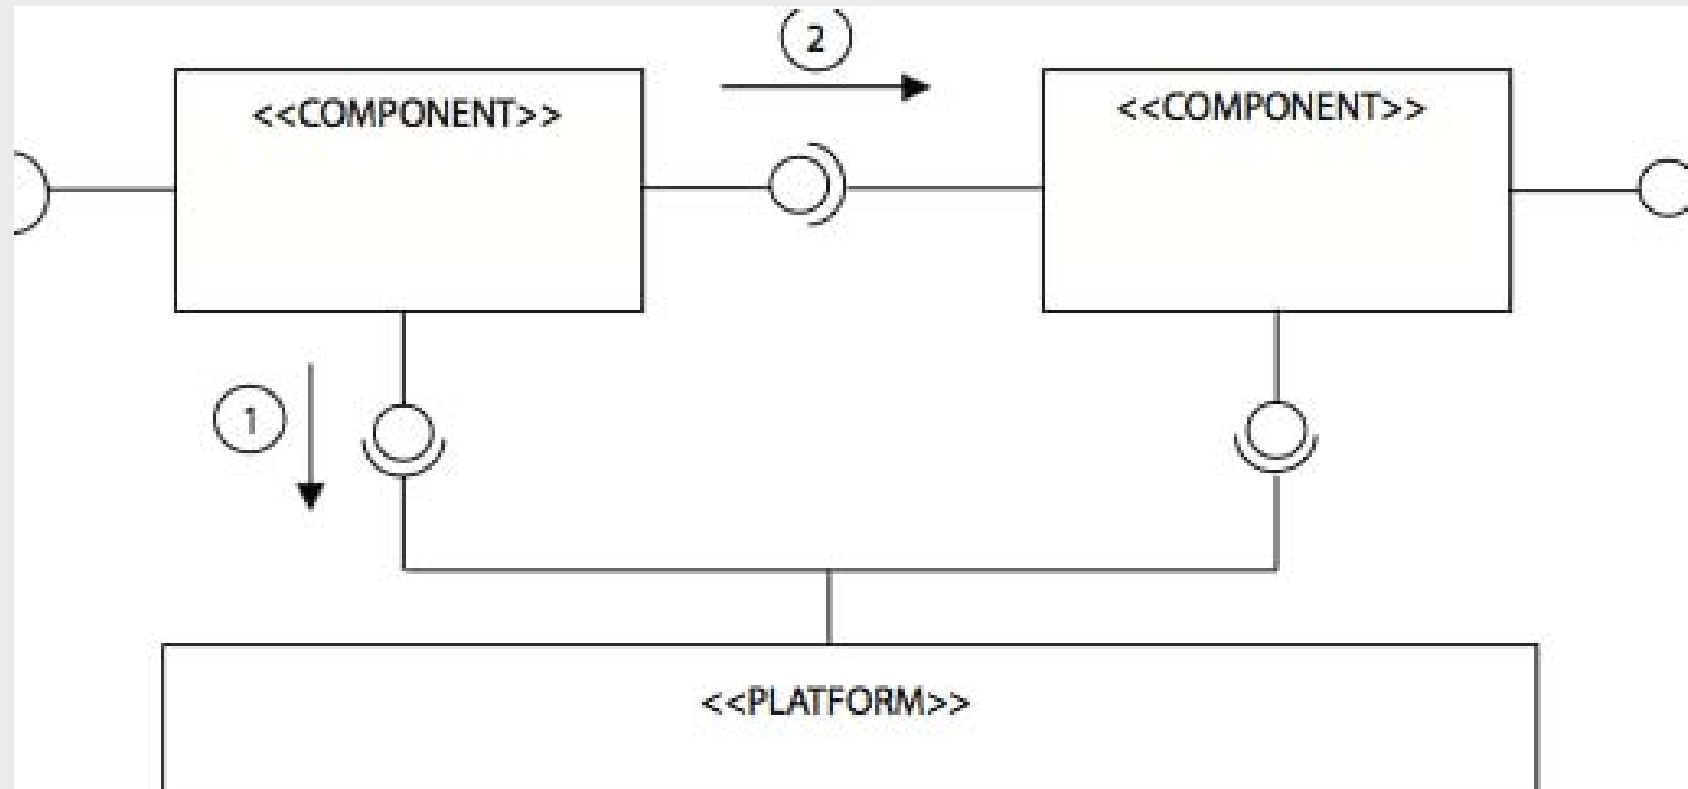 2
<<COMPONENT>>
<<COMPONENT>>
1
<<PLATFORM>>